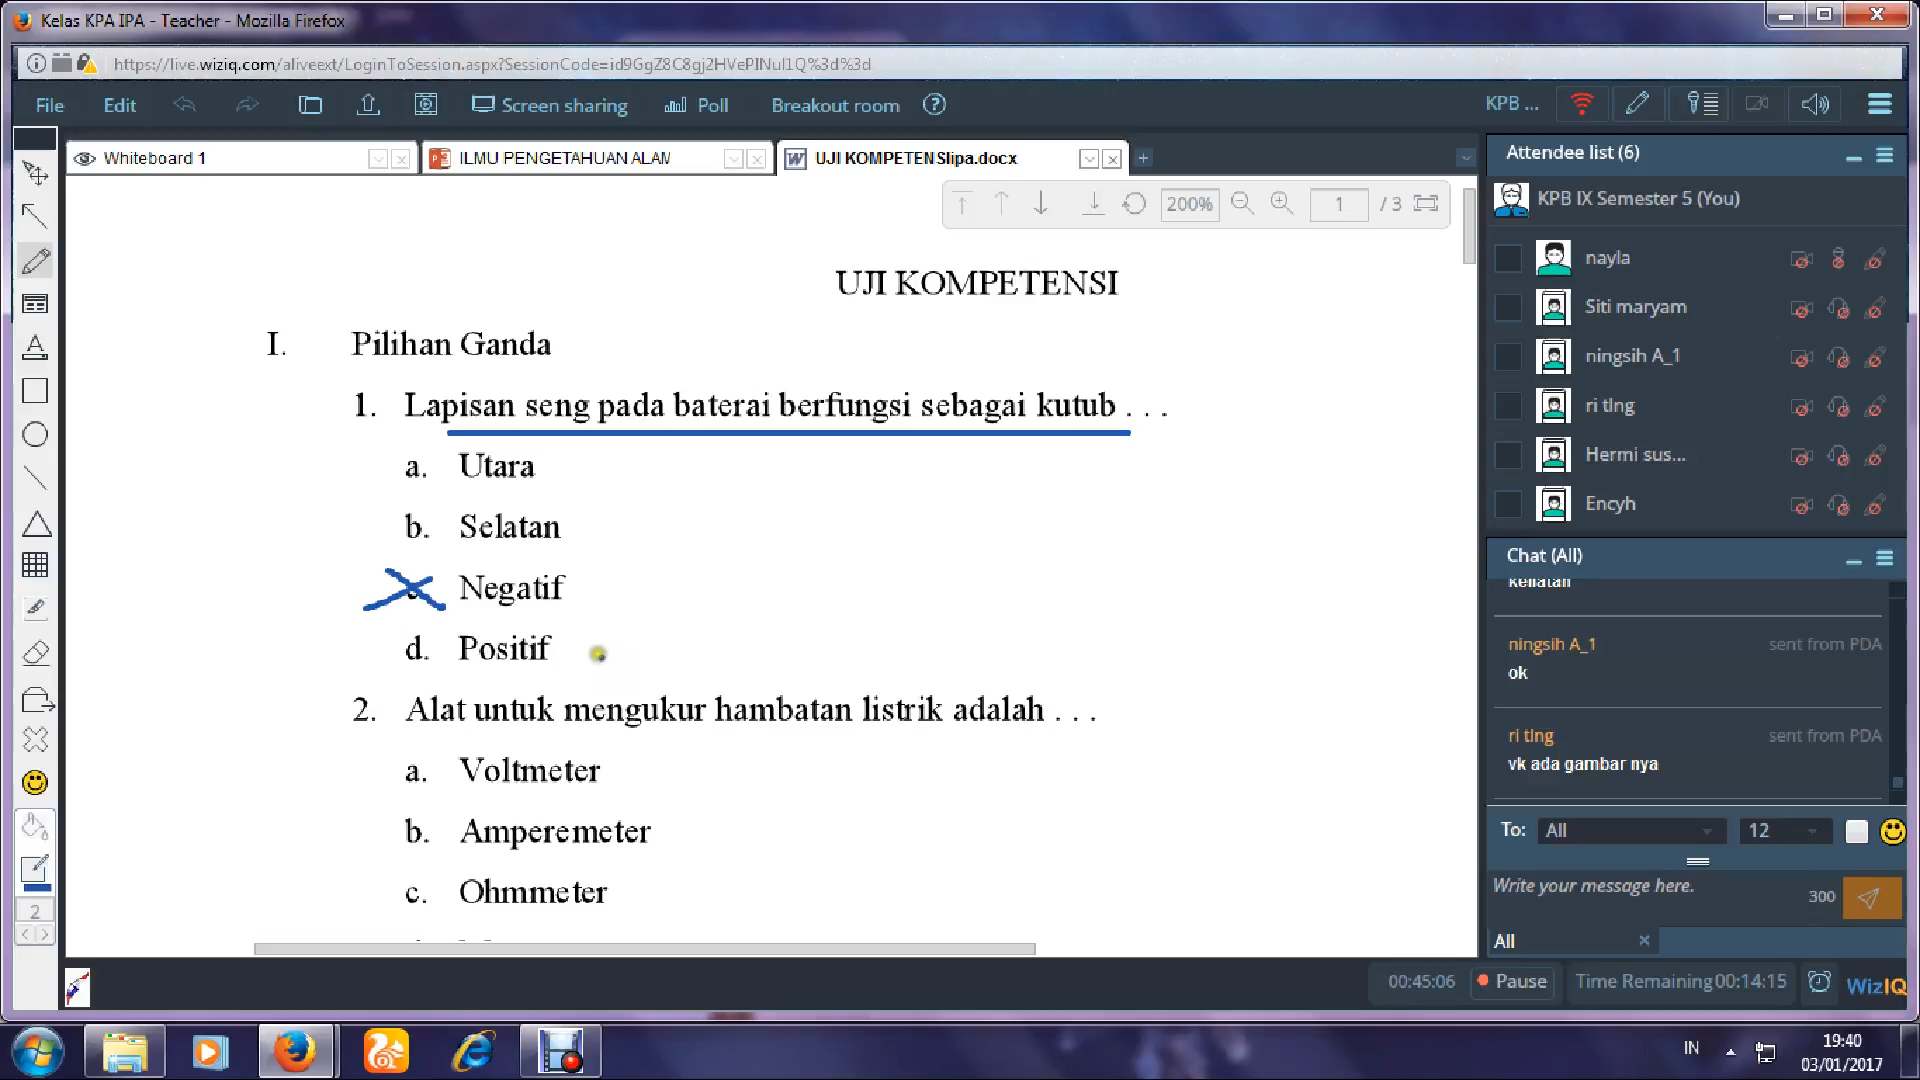 Kelas KPA IPA - Teacher - Mozilla Firefox
https://live.wiziq.com/aliveext/LoginToSession.aspx?SessionCode=id9GgZ8C8gj2HVePINul1Q%3d%3d
File Edit Screen sharing Poll Breakout room KPB ...
Whiteboard 1 ILMU PENGETAHUAN ALAM UJI KOMPETENSIipa.docx
200% 1 / 3
UJI KOMPETENSI
I. Pilihan Ganda
1. Lapisan seng pada baterai berfungsi sebagai kutub . . .
a. Utara
b. Selatan
Negatif
d. Positif
2. Alat untuk mengukur hambatan listrik adalah . . .
a. Voltmeter
b. Amperemeter
c. Ohmmeter
2
Attendee list (6)
KPB IX Semester 5 (You)
nayla
Siti maryam
ningsih A_1
ri tlng
Hermi sus...
Encyh
Chat (All)
Keliatan
ningsih A_1 sent from PDA
ok
ri tlng sent from PDA
vk ada gambar nya
To: All 12
Write your message here.
300
All
00:45:06 Pause Time Remaining 00:14:15 WizIQ
IN 19:40
03/01/2017